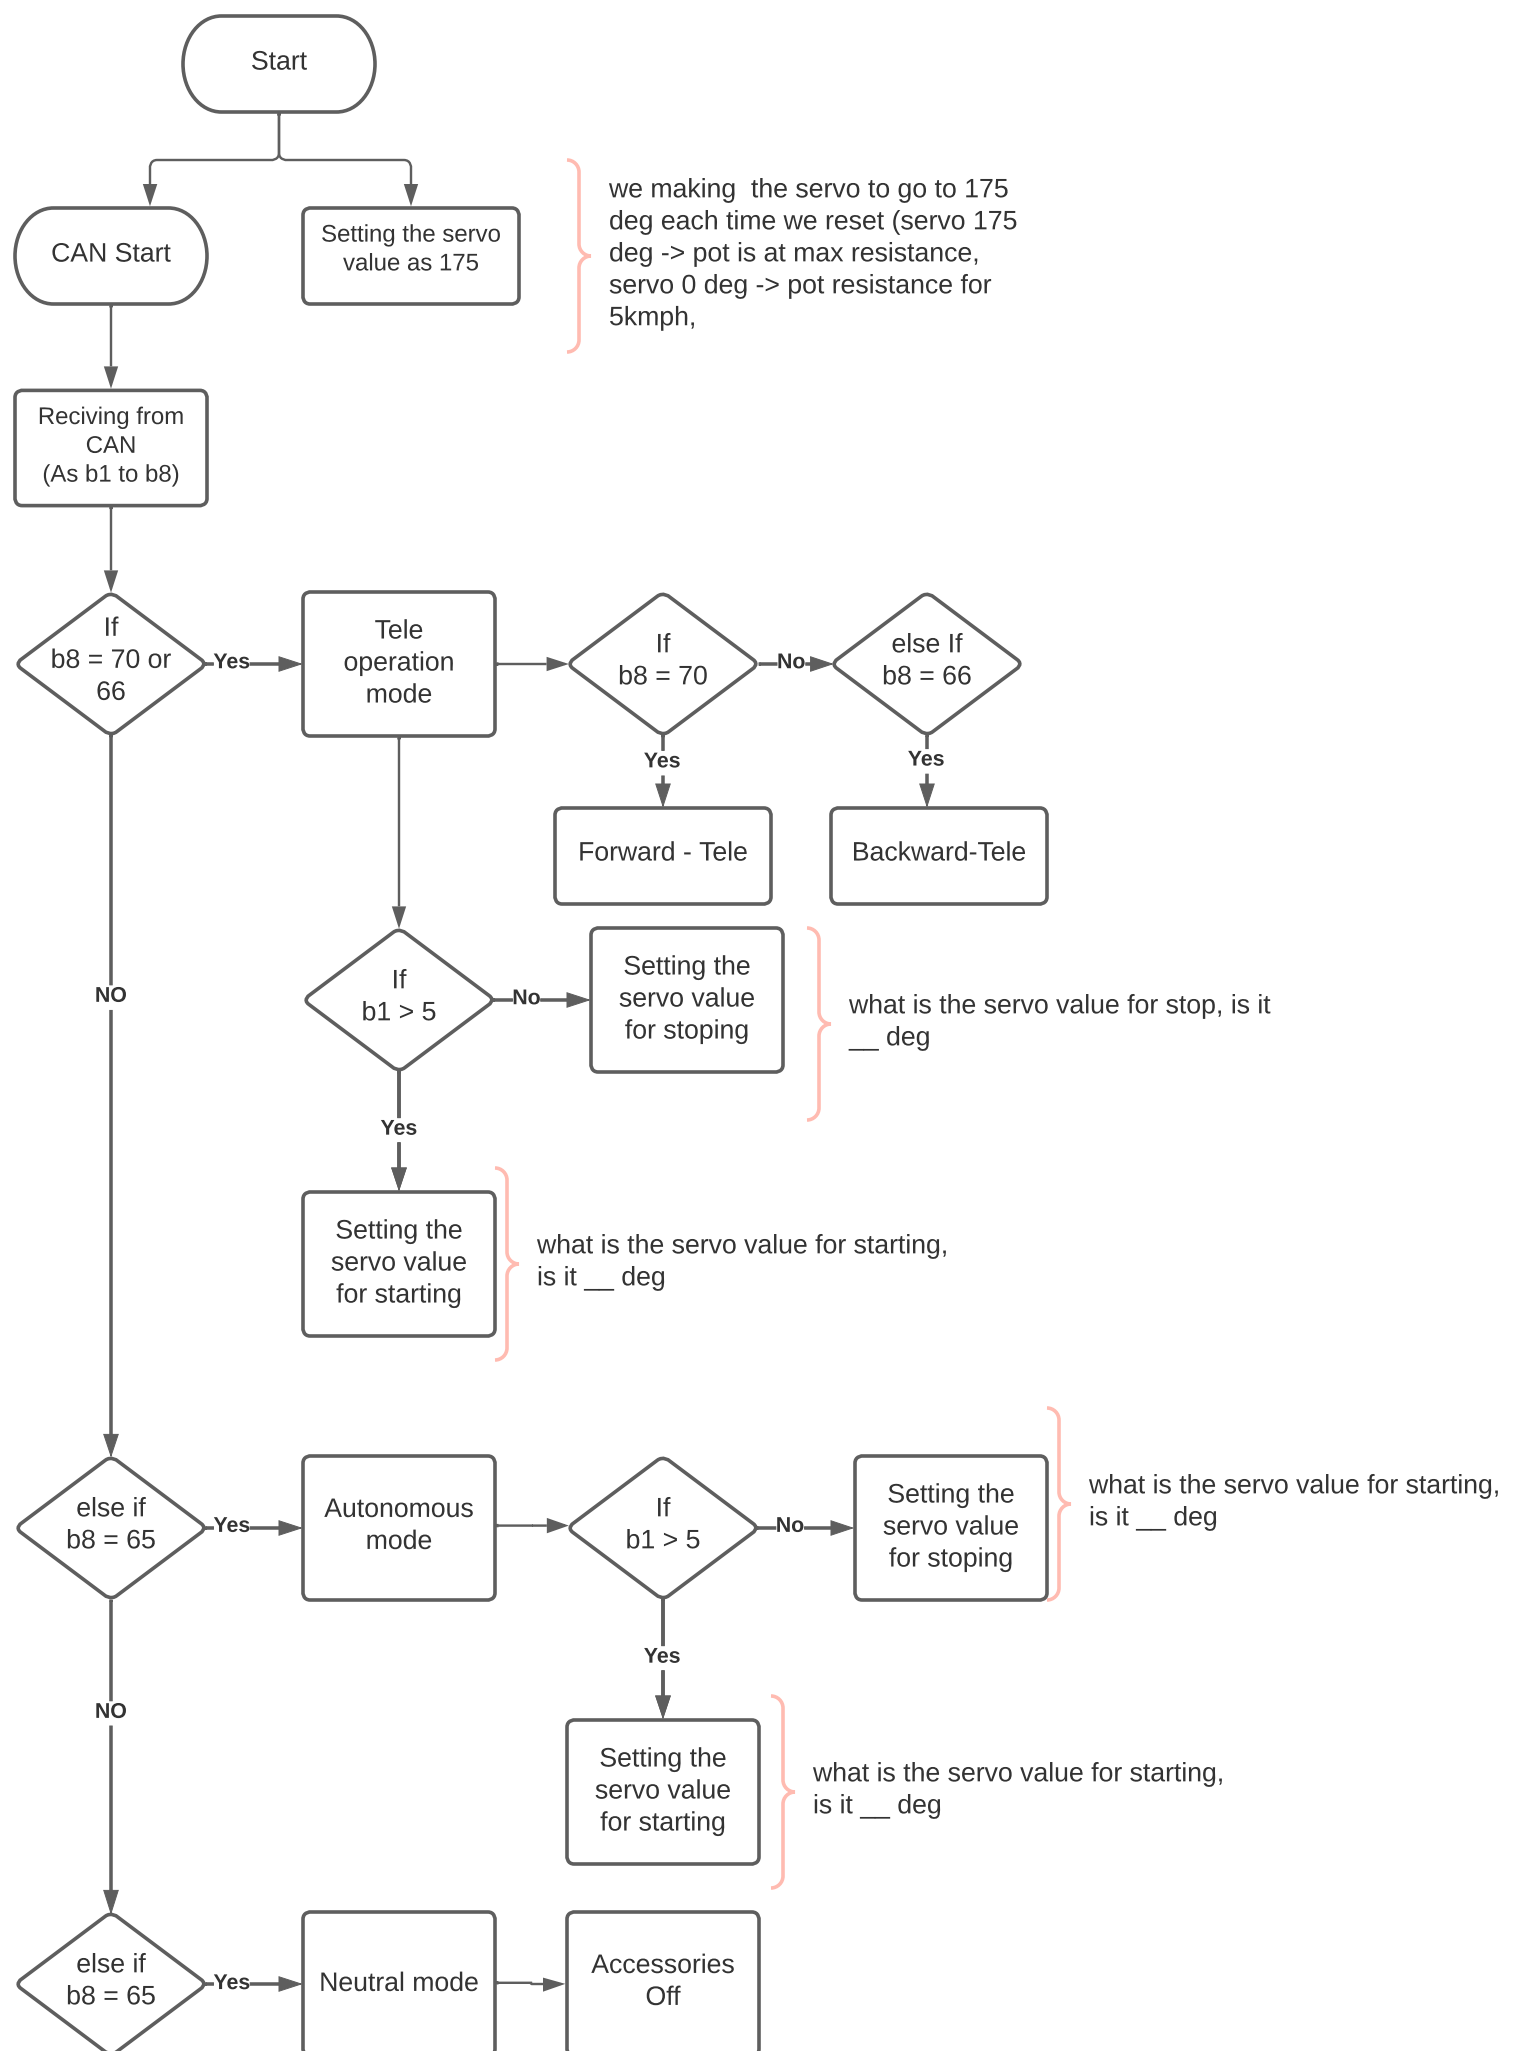 Start
CAN Start
Setting the servo
value as 175
we making  the servo to go to 175
deg each time we reset (servo 175
deg -> pot is at max resistance,
servo 0 deg -> pot resistance for
5kmph,
Reciving from
CAN
(As b1 to b8)
If
b8 = 70 or
66
Yes
Tele
operation
mode
If
b8 = 70
No
else If
b8 = 66
Yes
Yes
Forward - Tele
Backward-Tele
NO
If
b1 > 5
No
Setting the
servo value
for stoping
what is the servo value for stop, is it
__ deg
Yes
Setting the
servo value
for starting
what is the servo value for starting,
is it __ deg
else if
b8 = 65
Yes
Autonomous
mode
If
b1 > 5
No
Setting the
servo value
for stoping
what is the servo value for starting,
is it __ deg
Yes
NO
Setting the
servo value
for starting
what is the servo value for starting,
is it __ deg
else if
b8 = 65
Yes
Neutral mode
Accessories
Off